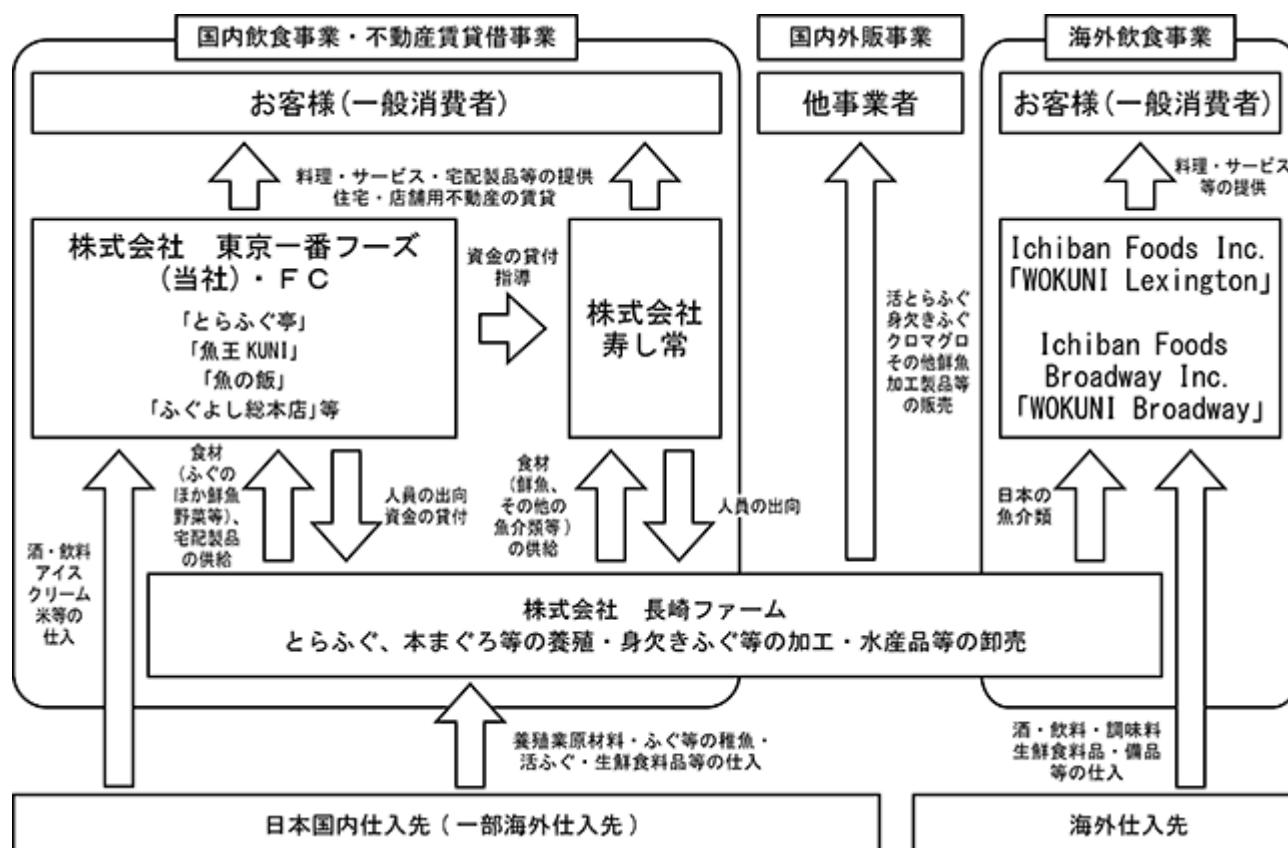 国内飲食事業・不動産賃貸借事業
国内外販事業
海外飲食事業
お客様(一般消費者)
他事業者
お客様(一般消費者)
料理・サービス・宅配製品等の提供
住宅・店舗用不動産の賃貸
料理・サービス
等の提供
株式会社 東京一番フーズ
(当社)・FC
「とらふぐ亭」
「魚王 KUNI」
「魚の飯」
「ふぐよし総本店」等
資金の貸付
指導
株式会社
寿し常
活とらふぐ
身欠きふぐ
クロマグロ
その他鮮魚
加工製品等
の販売
Ichiban Foods Inc.
「WOKUNI Lexington」
Ichiban Foods
Broadway Inc.
「WOKUNI Broadway」
酒・飲料
アイス
クリーム
米等の
仕入
食材
(ふぐの
ほか鮮魚
野菜等)、
宅配製品
の供給
人員の出向
資金の貸付
食材
(鮮魚、
その他の
魚介類等)
の供給
人員の出向
日本の
魚介類
株式会社 長崎ファーム
とらふぐ、本まぐろ等の養殖・身欠きふぐ等の加工・水産品等の卸売
養殖業原材料・ふぐ等の稚魚・
活ふぐ・生鮮食料品等の仕入
酒・飲料・調味料
生鮮食料品・備品
等の仕入
日本国内仕入先(一部海外仕入先)
海外仕入先